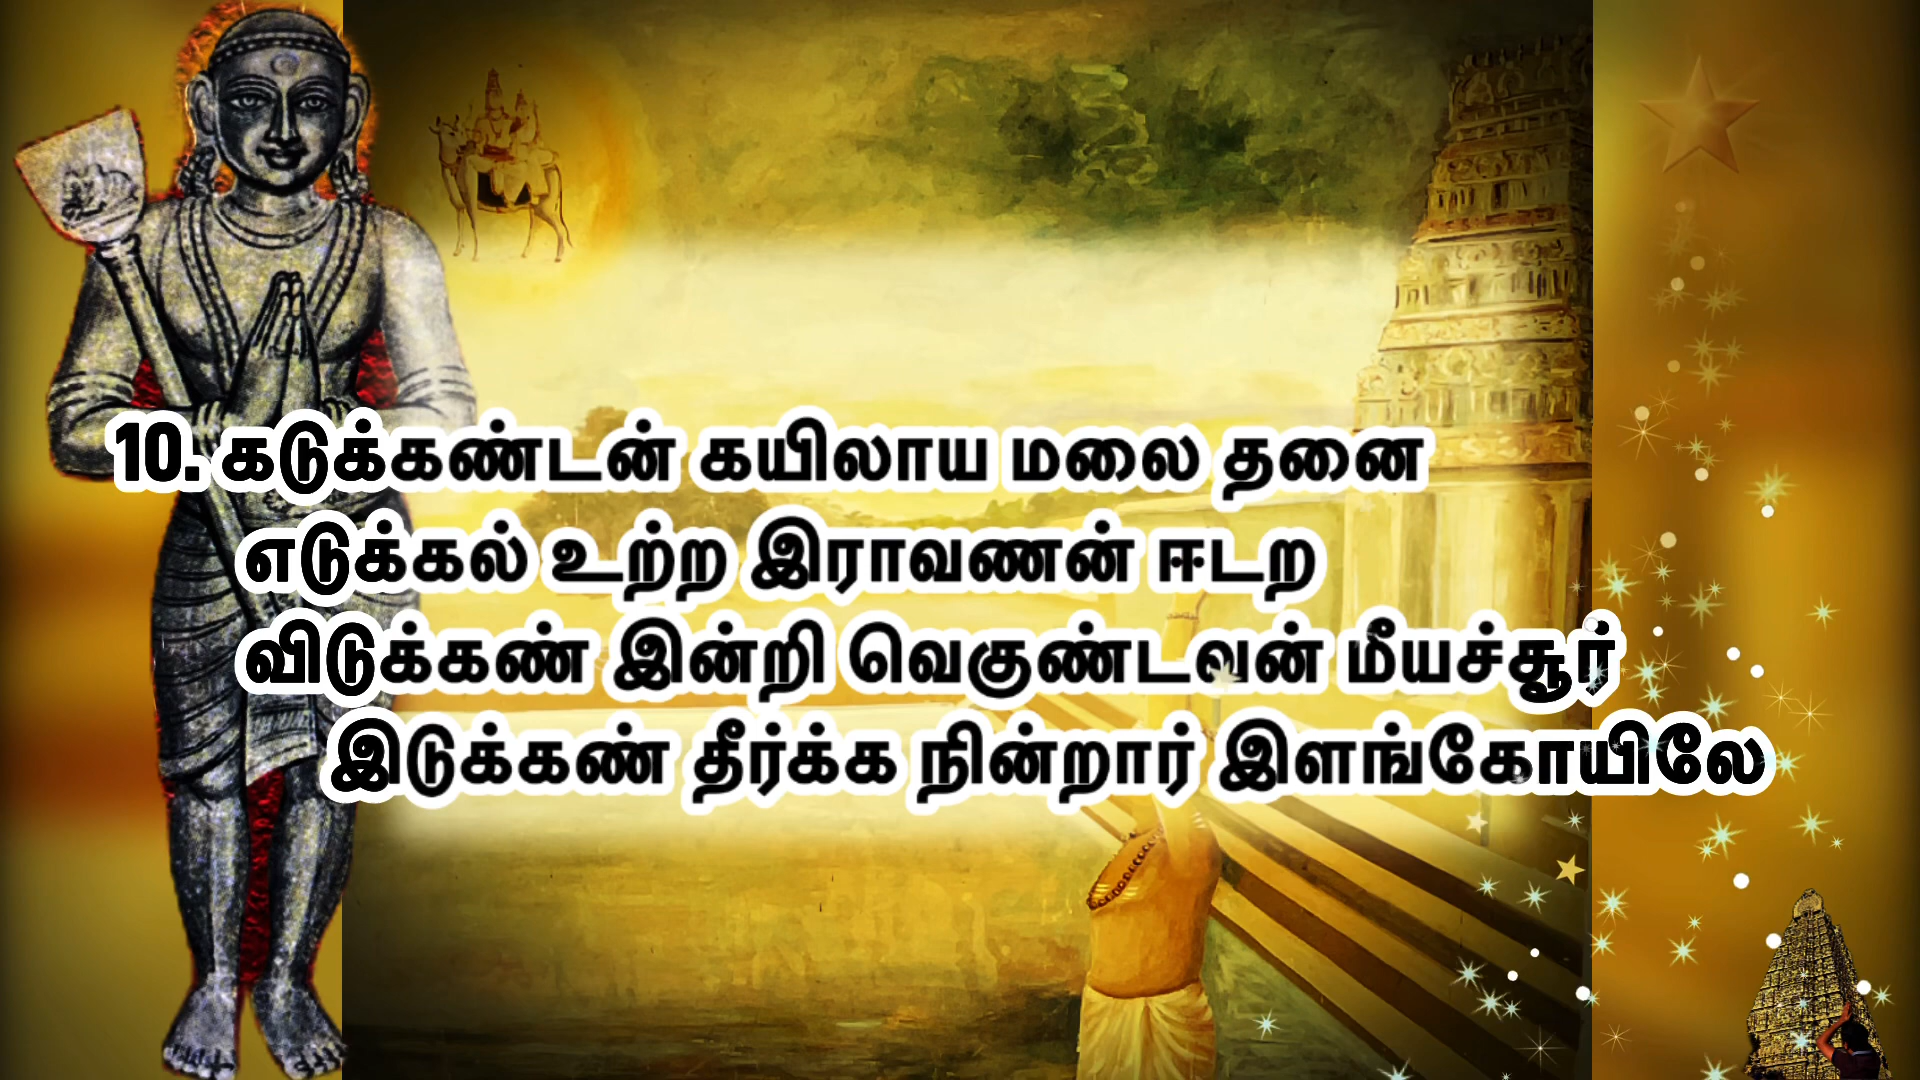 10. கடுக்கண்டன் கயிலாய மலை தனை
எடுக்கல் உற்ற இராவணன் ஈடற
விடுக்கண் இன்றி வெகுண்டவன் மீயச்சூர்
இடுக்கண் தீர்க்க நின்றார் இளங்கோயிலே